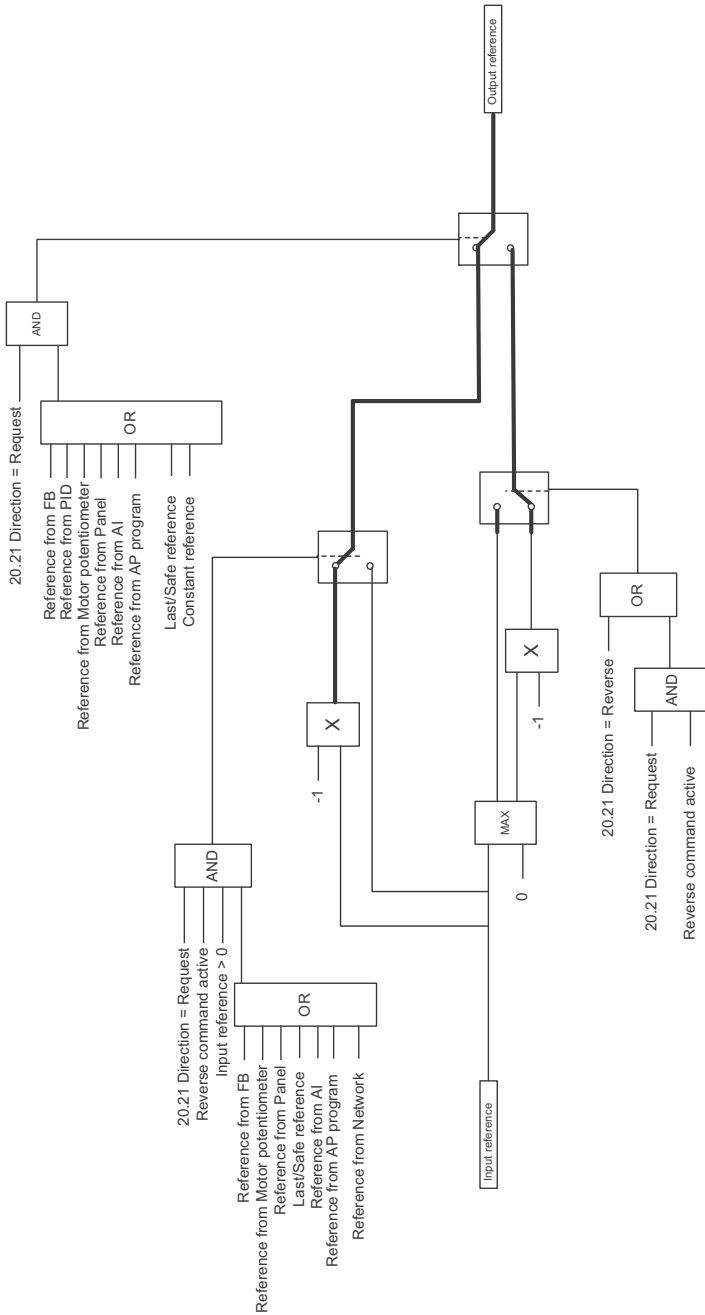 20.21 Direction = Request
AND
Reference from FB
Reference from PID
Reference from Motor potentiometer
Reference from Panel
Reference from AI
Reference from AP program
Last/Safe reference
Constant reference
OR
20.21 Direction = Request
Reverse command active
Input reference > 0
AND
Reference from FB
Reference from Motor potentiometer
Reference from Panel
Last/Safe reference
Reference from AI
Reference from AP program
Reference from Network
OR
-1
X
Input reference
0
MAX
-1
X
20.21 Direction = Reverse
OR
20.21 Direction = Request
Reverse command active
AND
Output reference